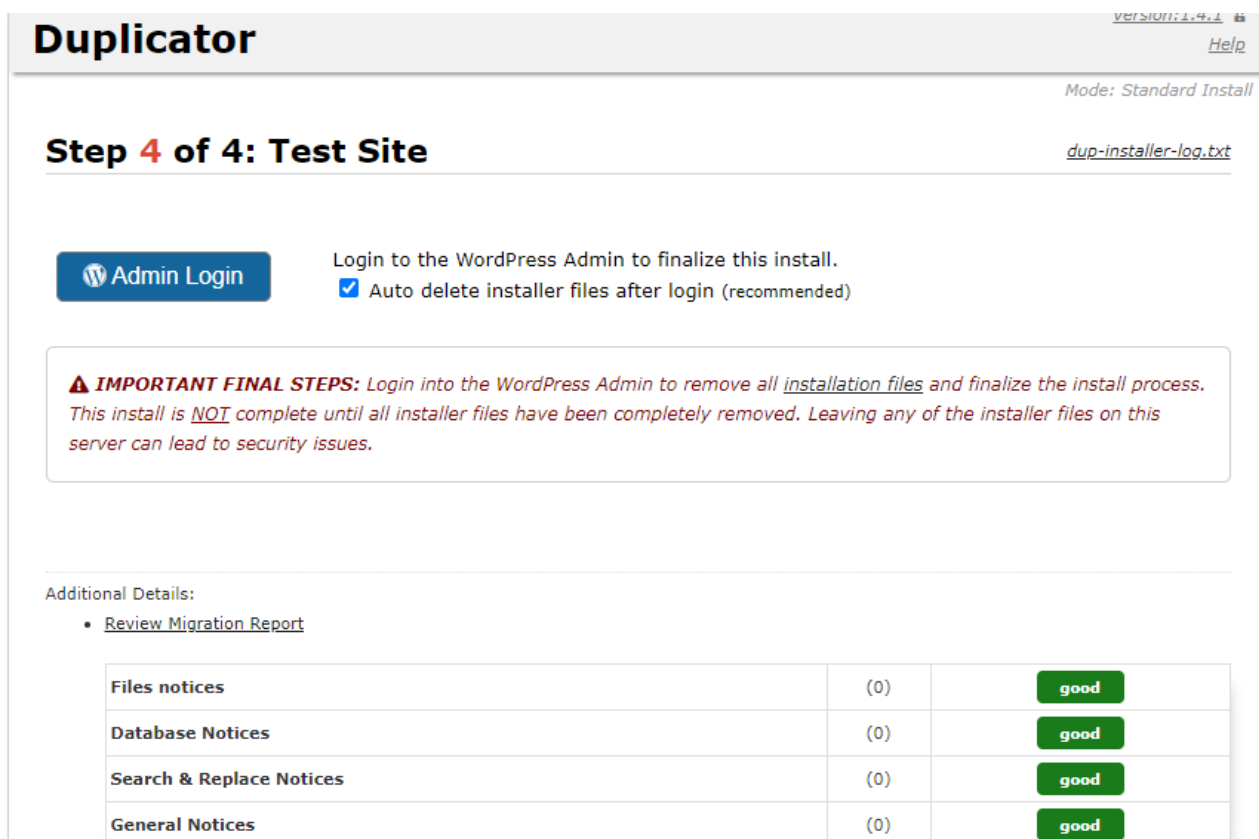 version:1.4.1
Duplicator
Help
Mode: Standard Install
Step 4 of 4: Test Site
dup-installer-log.txt
Admin Login
Login to the WordPress Admin to finalize this install.
Auto delete installer files after login (recommended)
IMPORTANT FINAL STEPS: Login into the WordPress Admin to remove all installation files and finalize the install process.
This install is NOT complete until all installer files have been completely removed. Leaving any of the installer files on this
server can lead to security issues.
Additional Details:
• Review Migration Report
Files notices (0) good
Database Notices (0) good
Search & Replace Notices (0) good
General Notices (0) good